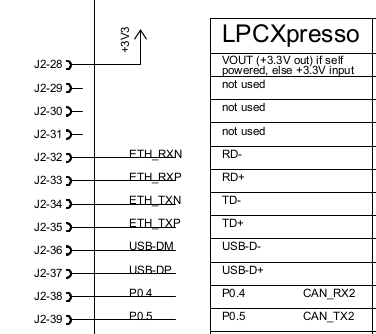 +3V3
LPCXpresso
J2-28 VOUT (+3.3V out) if self
powered, else +3.3V input
J2-29 not used
J2-30 not used
J2-31 not used
J2-32 ETH_RXN RD-
J2-33 ETH_RXP RD+
J2-34 ETH_TXN TD-
J2-35 ETH_TXP TD+
J2-36 USB-DM USB-D-
J2-37 USB-DP USB-D+
J2-38 P0.4 P0.4 CAN_RX2
J2-39 P0.5 P0.5 CAN_TX2